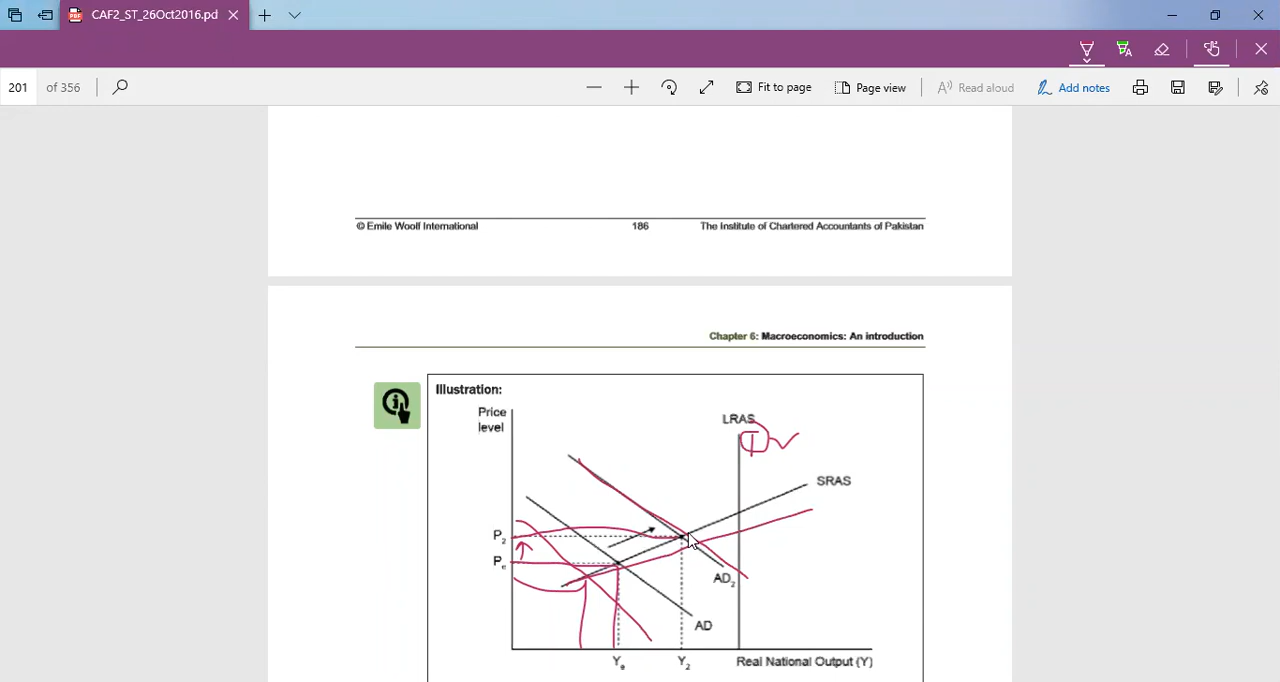 CAF2_ST_26Oct2016.pd
201 of 356
Fit to page
Page view
Read aloud
Add notes
© Emile Woolf International 186 The Institute of Chartered Accountants of Pakistan
Chapter 6: Macroeconomics: An introduction
Illustration:
Price
level
LRAS
SRAS
P2
Pe
AD2
AD
Ye Y2 Real National Output (Y)